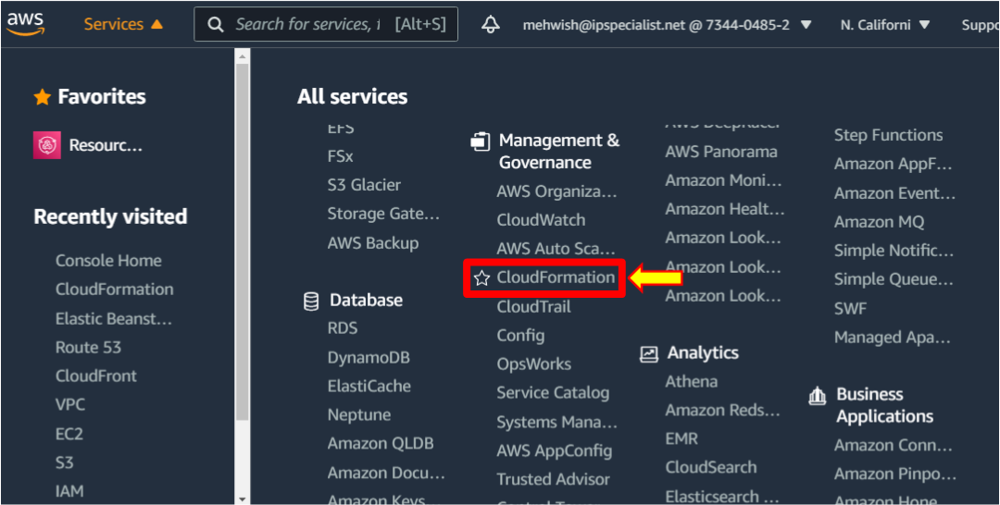 aws
Services
Search for services, f
[Alt+S]
mehwish@ipspecialist.net @ 7344-0485-2
N. Californi
Suppo
Favorites
Resourc...
Recently visited
Console Home
CloudFormation
Elastic Beanst...
Route 53
CloudFront
VPC
EC2
S3
IAM
All services
EFS
FSx
S3 Glacier
Storage Gate...
AWS Backup
Database
RDS
DynamoDB
ElastiCache
Neptune
Amazon QLDB
Amazon Docu...
Amazon Keys
Management &
Governance
AWS Organiza...
CloudWatch
AWS Auto Sca...
CloudFormation
CloudTrail
Config
OpsWorks
Service Catalog
Systems Mana...
AWS AppConfig
Trusted Advisor
AWS DeepRacer
AWS Panorama
Amazon Moni...
Amazon Healt...
Amazon Look...
Amazon Look...
Amazon Look...
Analytics
Athena
Amazon Reds...
EMR
CloudSearch
Elasticsearch ...
Step Functions
Amazon AppF...
Amazon Event...
Amazon MQ
Simple Notific...
Simple Queue...
SWF
Managed Apa...
Business
Applications
Amazon Conn...
Amazon Pinpo...
Amazon Hone